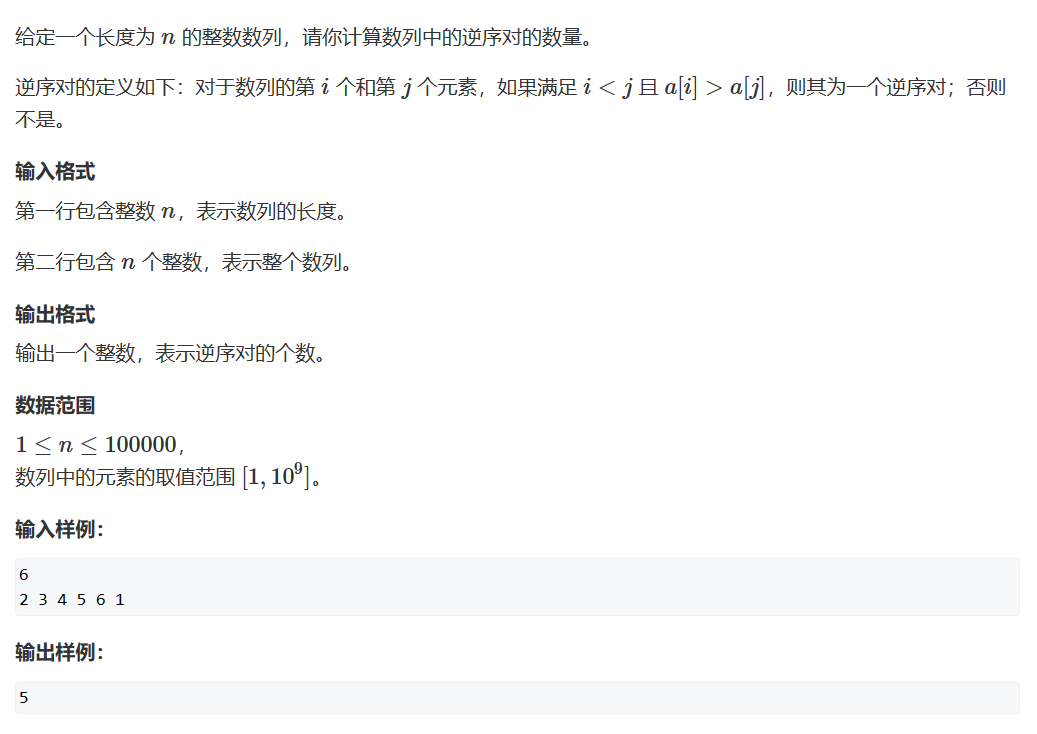 给定一个长度为 n 的整数数列，请你计算数列中的逆序对的数量。
逆序对的定义如下：对于数列的第 i 个和第 j 个元素，如果满足 i < j 且 a[i] > a[j]，则其为一个逆序对；否则
不是。
输入格式
第一行包含整数 n，表示数列的长度。
第二行包含 n 个整数，表示整个数列。
输出格式
输出一个整数，表示逆序对的个数。
数据范围
1 ≤ n ≤ 100000，
数列中的元素的取值范围 [1, 10⁹]。
输入样例：
6
2 3 4 5 6 1
输出样例：
5